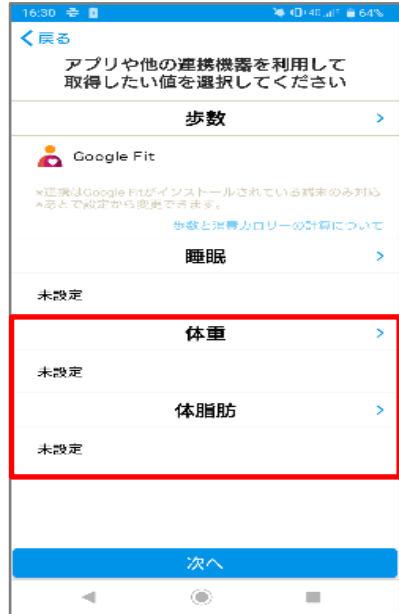 16:30
64%
戻る
アプリや他の連携機器を利用して
取得したい値を選択してください
歩数
Google Fit
※連携はGoogle Fitがインストールされている端末のみ対応
※あとで設定から変更できます。
歩数と消費カロリーの計算について
睡眠
未設定
体重
未設定
体脂肪
未設定
次へ